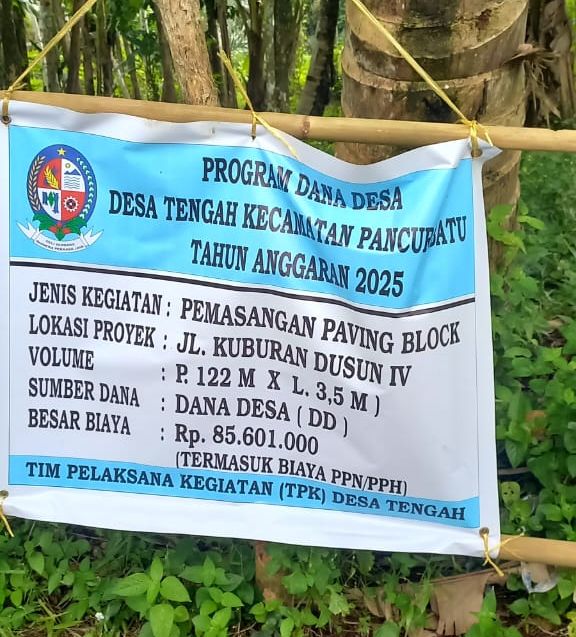 PROGRAM DANA DESA
DESA TENGAH KECAMATAN PANCURBATU
TAHUN ANGGARAN 2025
JENIS KEGIATAN : PEMASANGAN PAVING BLOCK
LOKASI PROYEK : JL. KUBURAN DUSUN IV
VOLUME : P. 122 M X L. 3,5 M )
SUMBER DANA : DANA DESA ( DD )
BESAR BIAYA : Rp. 85.601.000
(TERMASUK BIAYA PPN/PPH)
TIM PELAKSANA KEGIATAN (TPK) DESA TENGAH